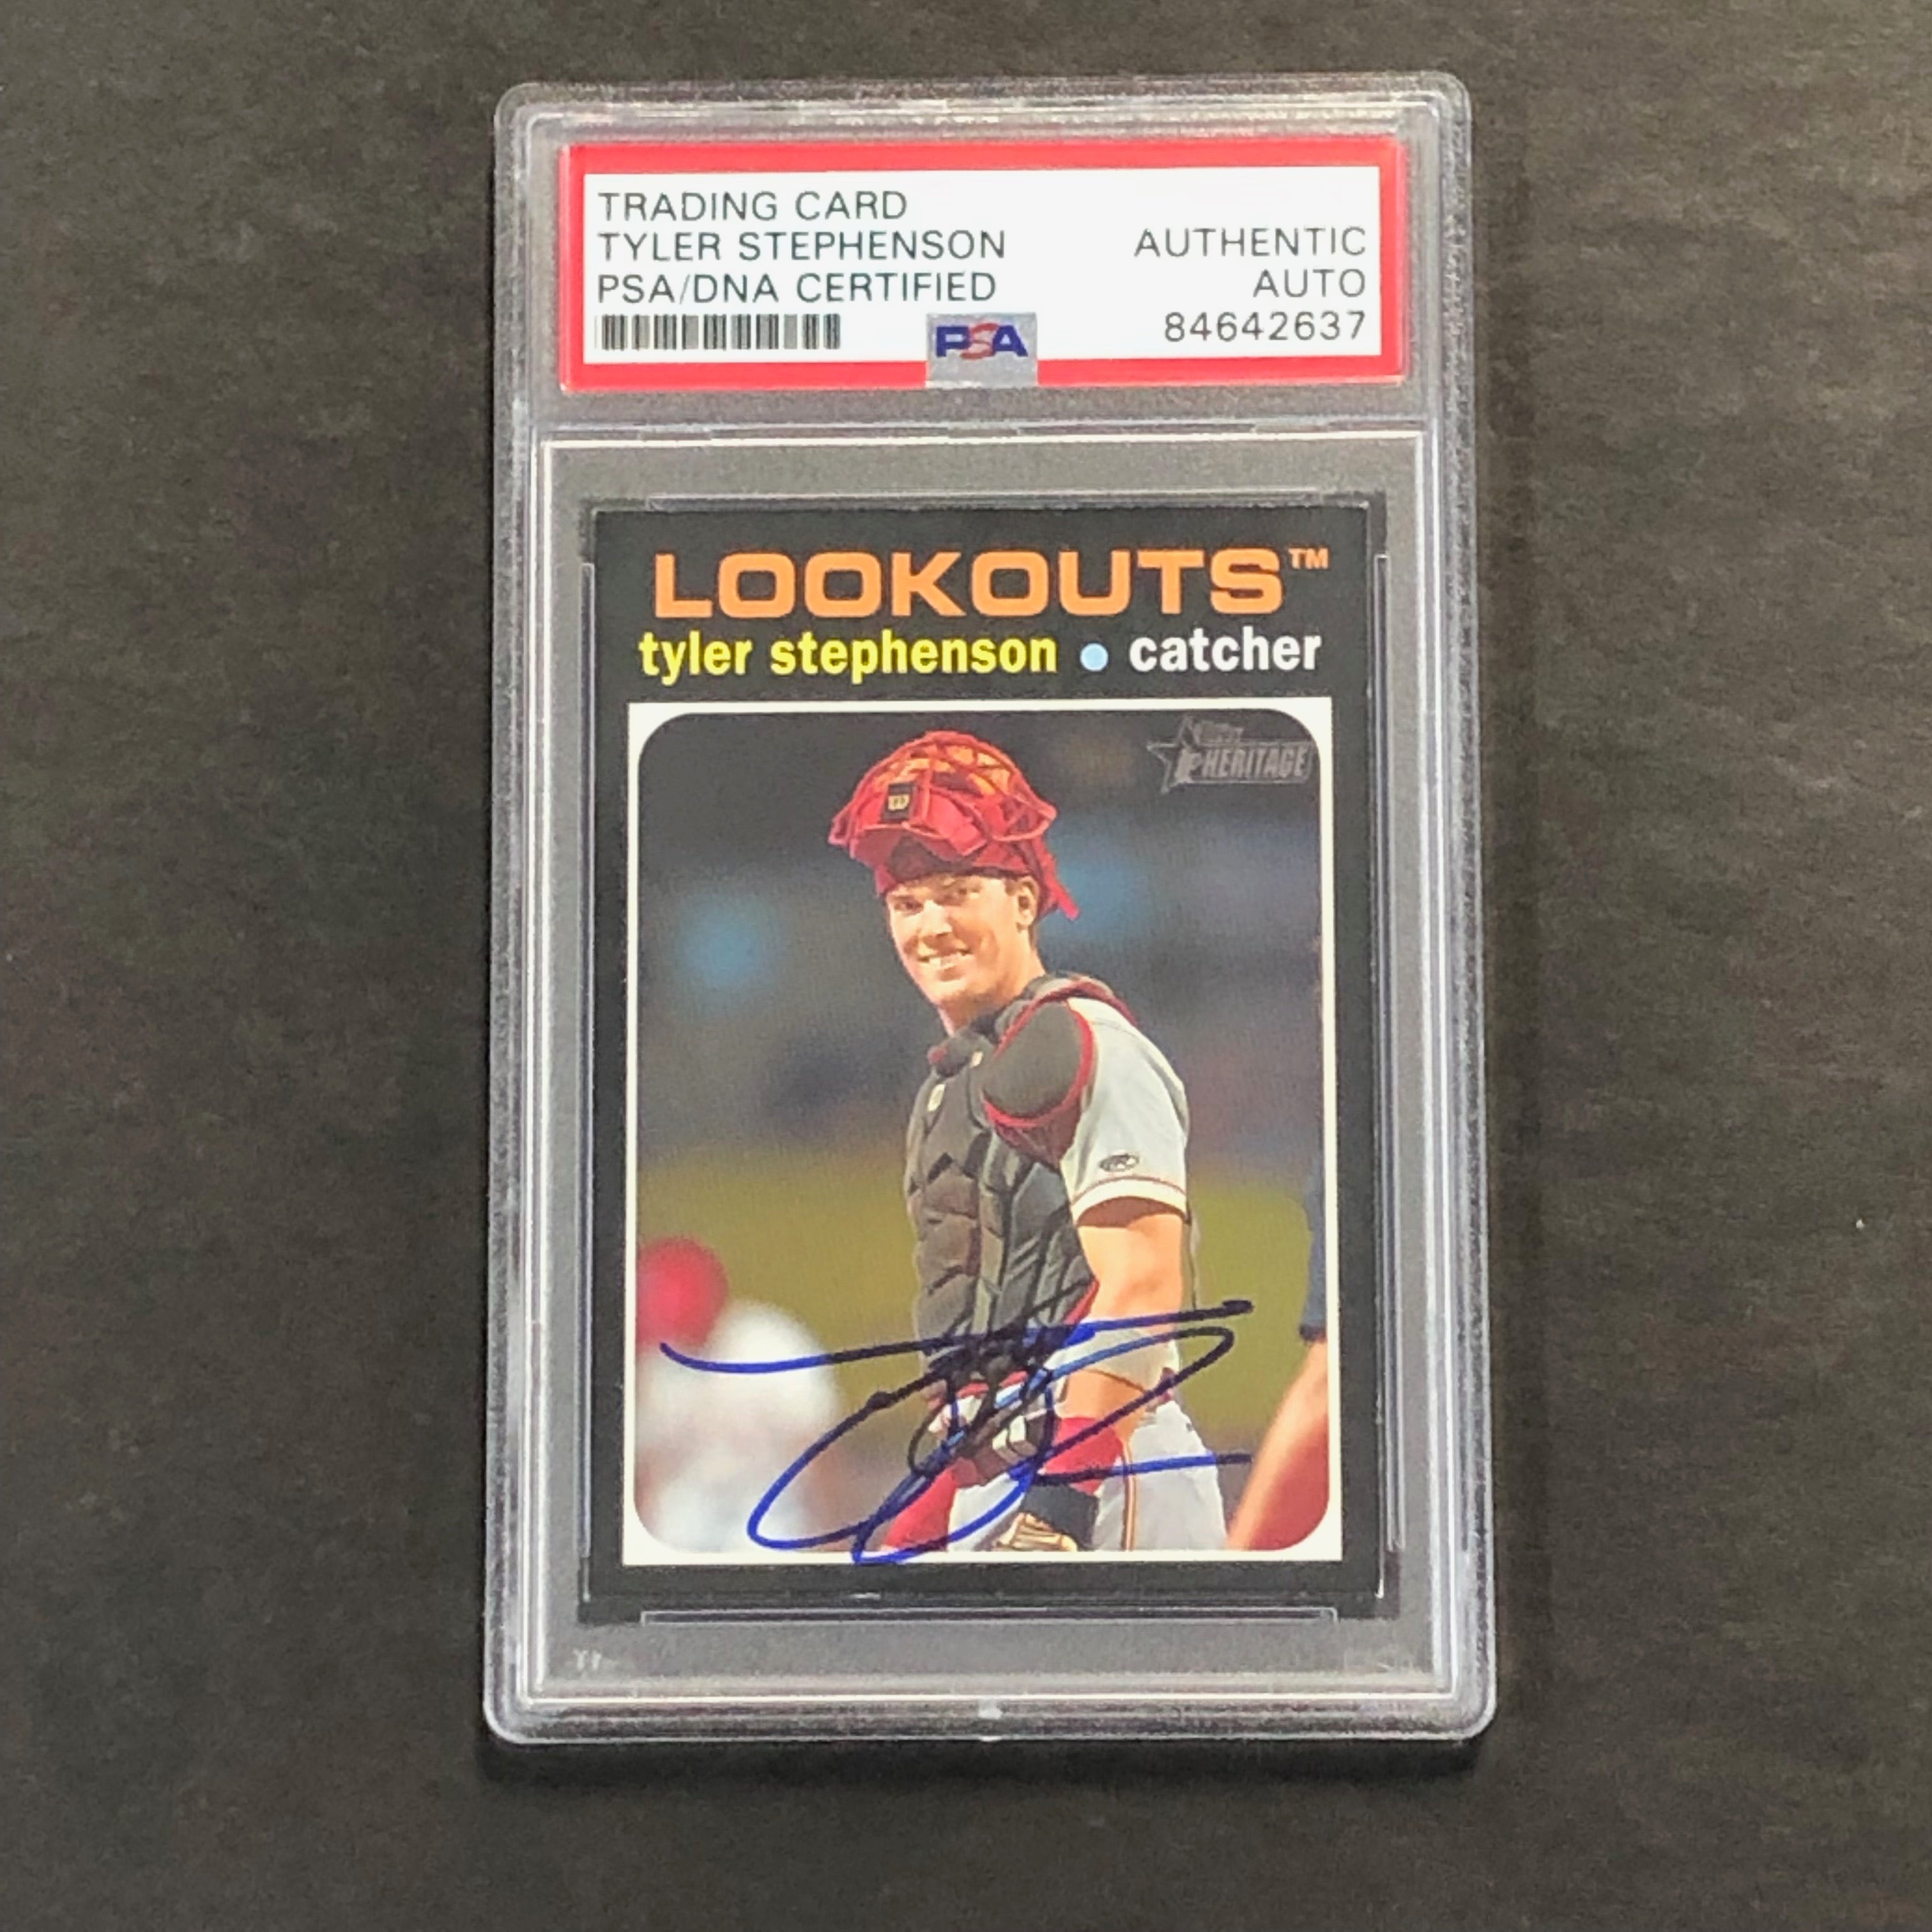 TRADING CARD
TYLER STEPHENSON
PSA/DNA CERTIFIED
AUTHENTIC
AUTO
84642637
PSA
LOOKOUTS™
tyler stephenson • catcher
HERITAGE